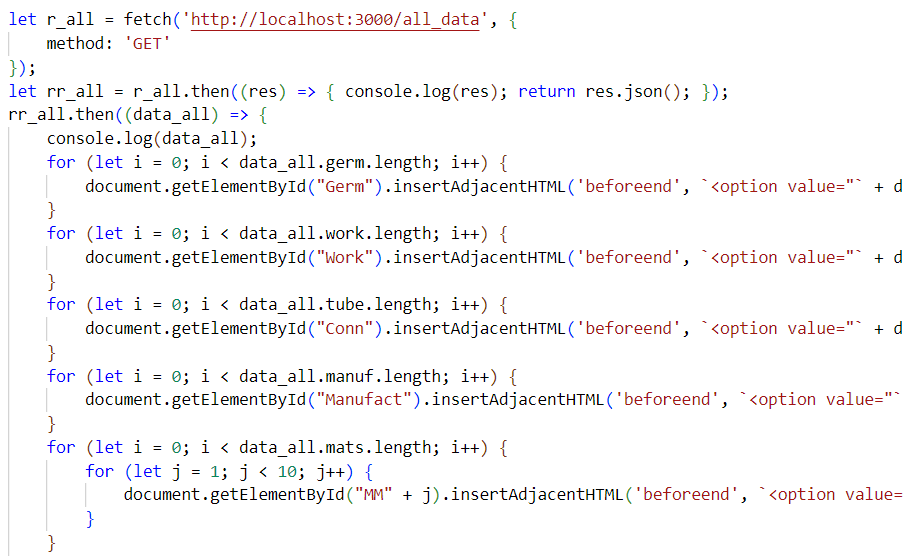 let r_all = fetch('http://localhost:3000/all_data', {
    method: 'GET'
});
let rr_all = r_all.then((res) => { console.log(res); return res.json(); });
rr_all.then((data_all) => {
    console.log(data_all);
    for (let i = 0; i < data_all.germ.length; i++) {
        document.getElementById("Germ").insertAdjacentHTML('beforeend', `<option value="` + d
    }
    for (let i = 0; i < data_all.work.length; i++) {
        document.getElementById("Work").insertAdjacentHTML('beforeend', `<option value="` + d
    }
    for (let i = 0; i < data_all.tube.length; i++) {
        document.getElementById("Conn").insertAdjacentHTML('beforeend', `<option value="` + d
    }
    for (let i = 0; i < data_all.manuf.length; i++) {
        document.getElementById("Manufact").insertAdjacentHTML('beforeend', `<option value="`
    }
    for (let i = 0; i < data_all.mats.length; i++) {
        for (let j = 1; j < 10; j++) {
            document.getElementById("MM" + j).insertAdjacentHTML('beforeend', `<option value=
        }
    }